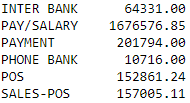 INTER BANK 64331.00
PAY/SALARY 1676576.85
PAYMENT 201794.00
PHONE BANK 10716.00
POS 152861.24
SALES-POS 157005.11